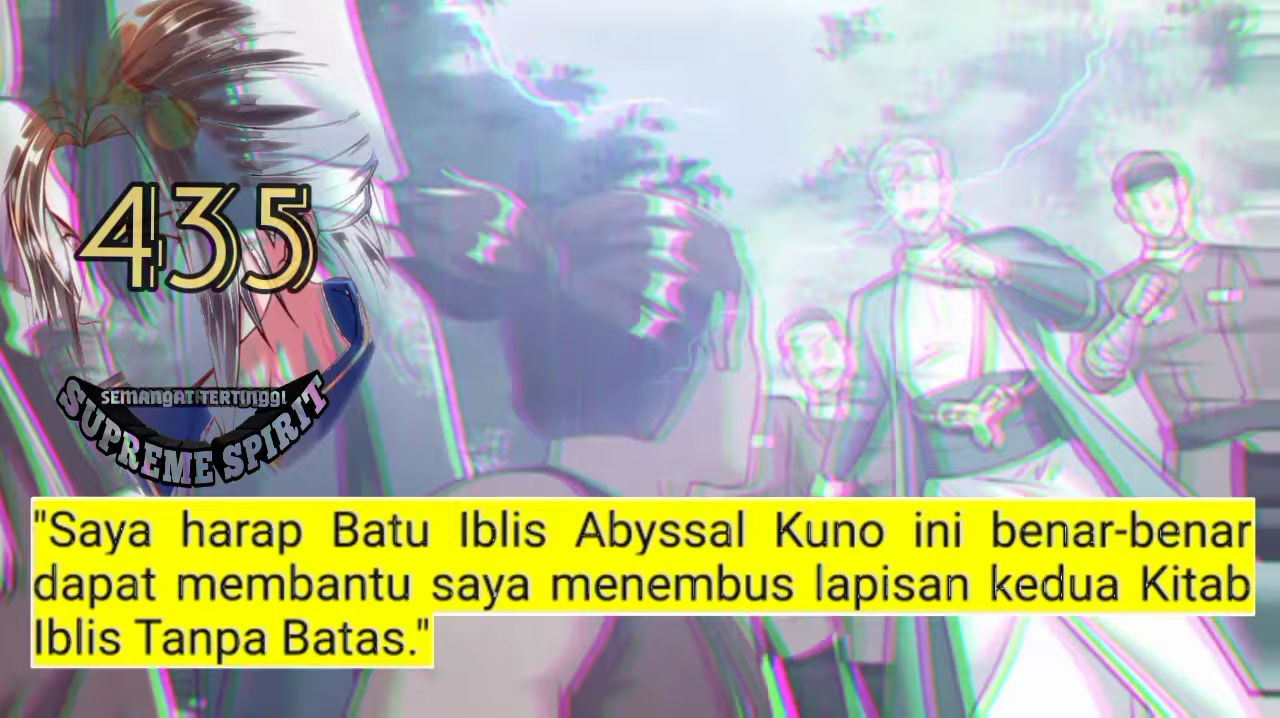 435
SEMANGAT TERTINGGI
SUPREME SPIRIT
"Saya harap Batu Iblis Abyssal Kuno ini benar-benar
dapat membantu saya menembus lapisan kedua Kitab
Iblis Tanpa Batas."